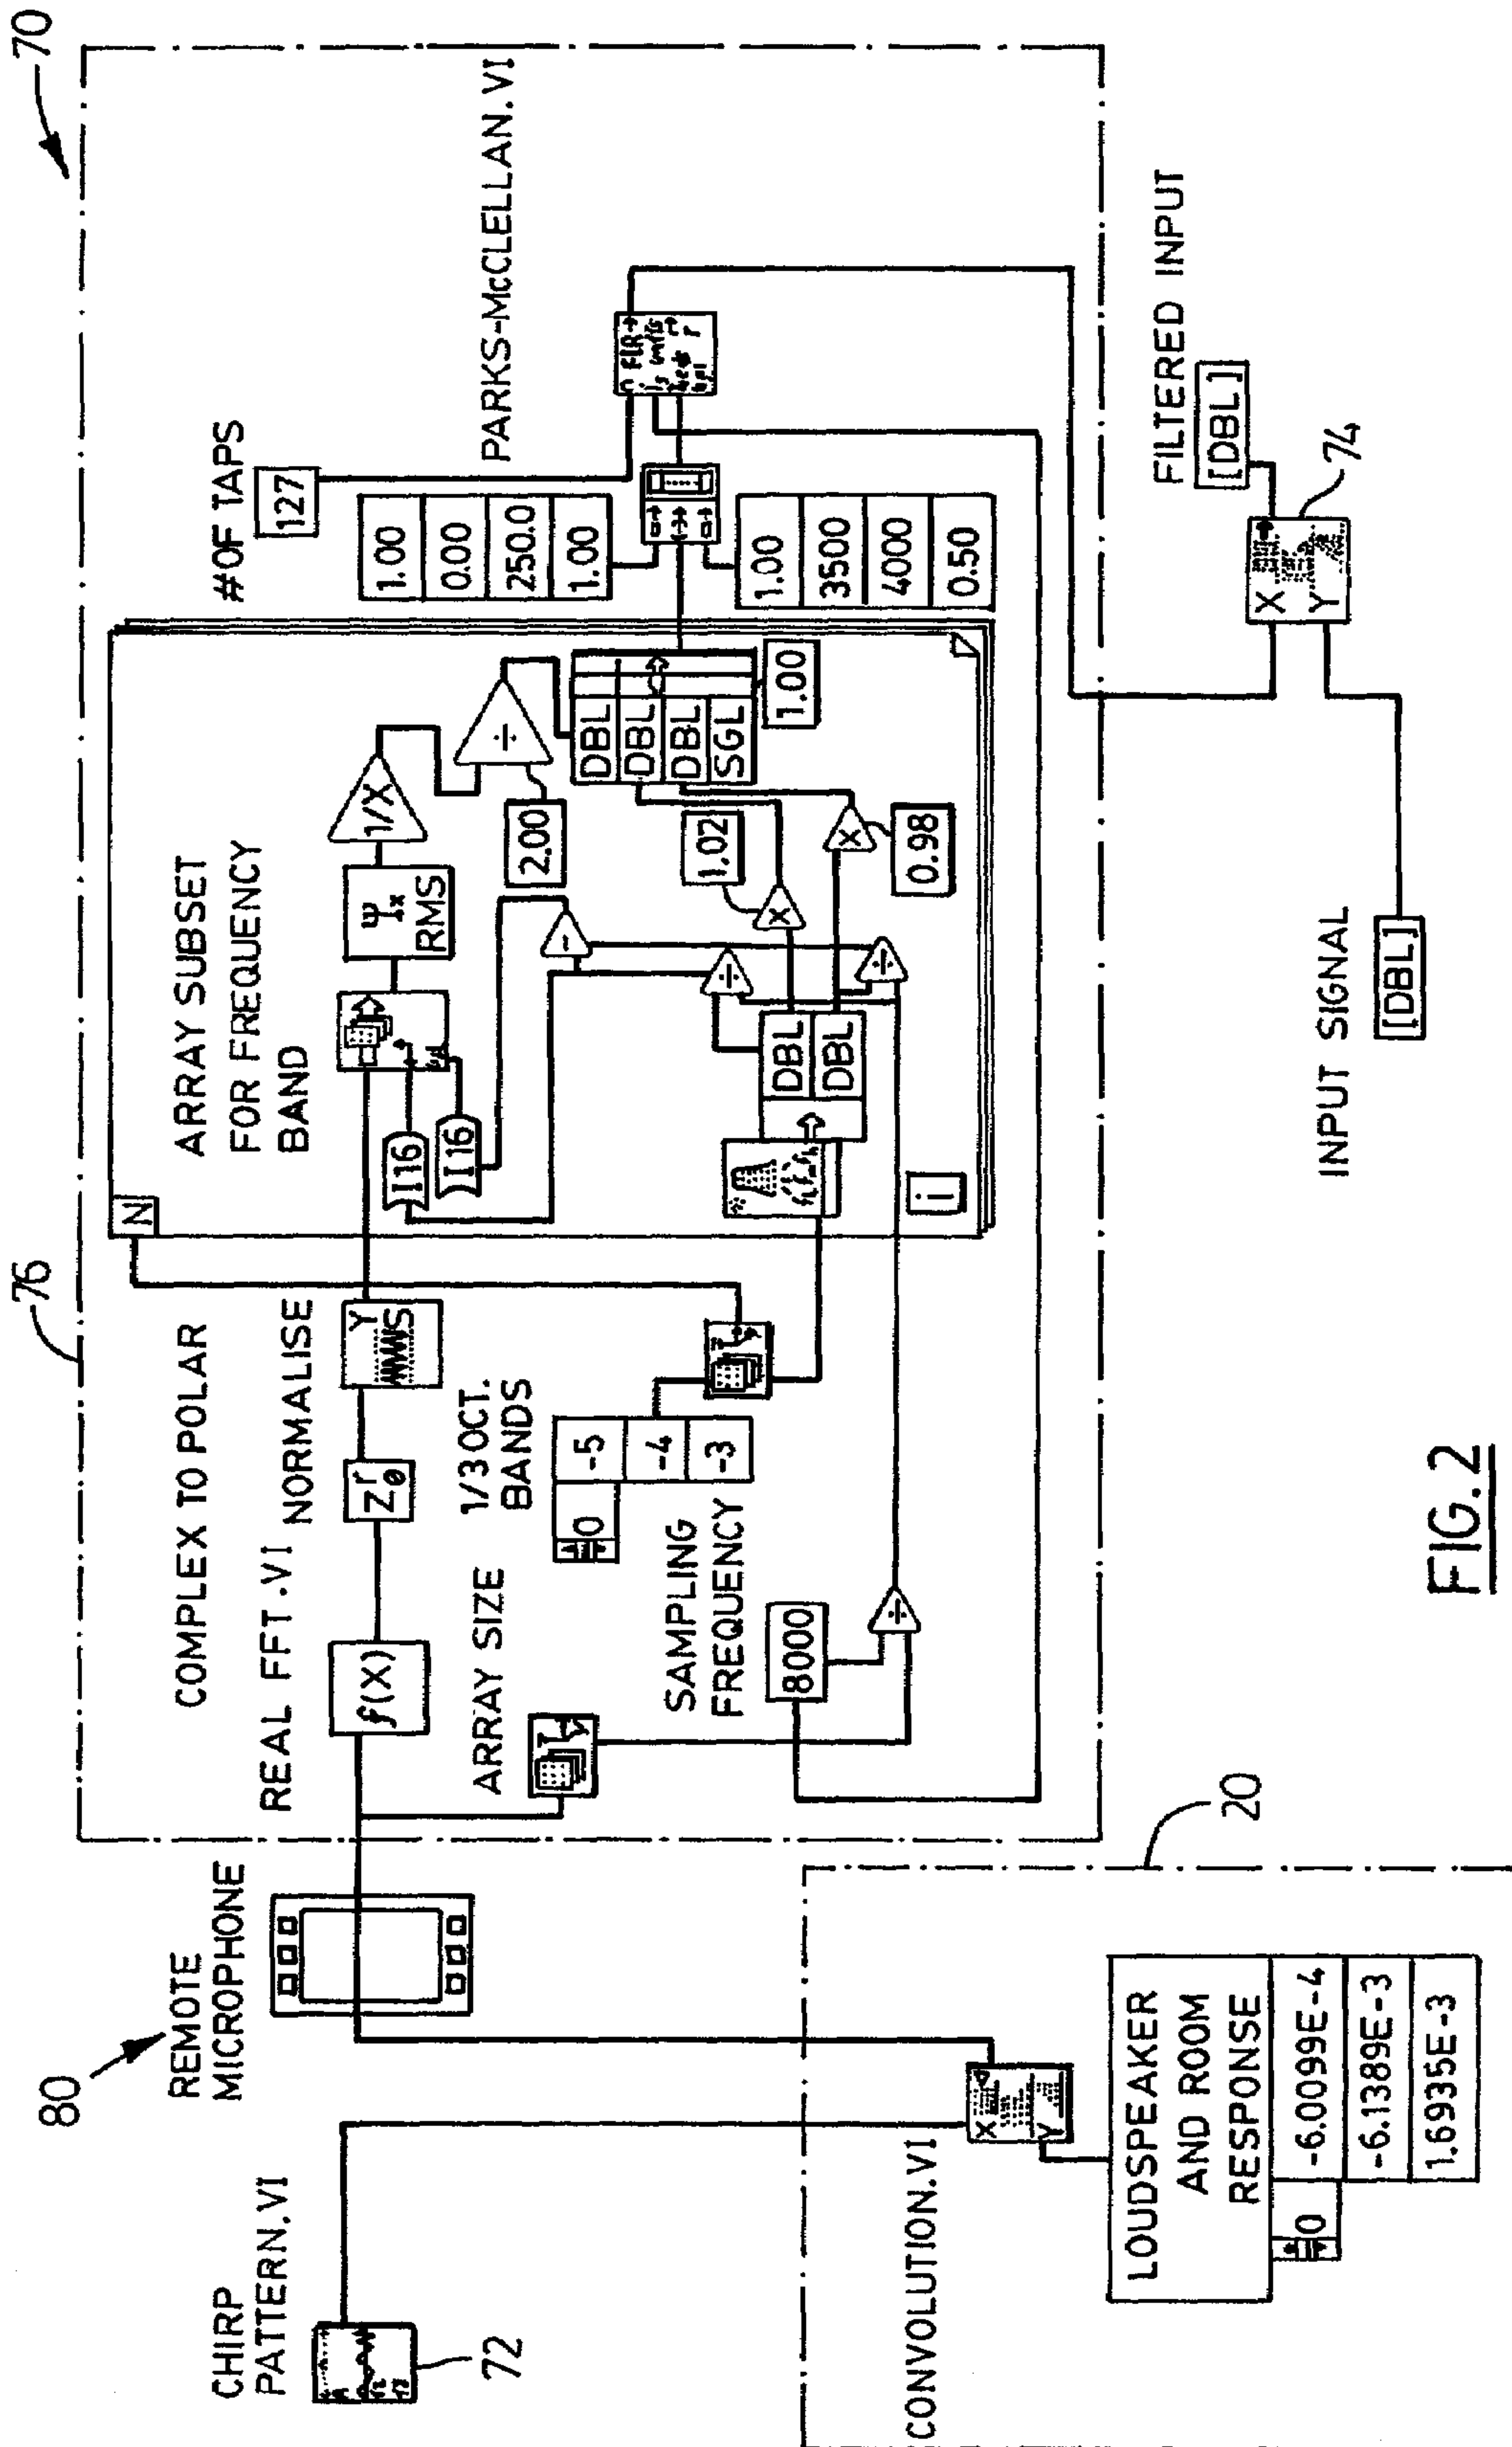 70
76
COMPLEX TO POLAR
REAL FFT.VI
NORMALISE
f(X)
Y
S
N
ARRAY SUBSET
FOR FREQUENCY
BAND
I16
I16
RMS
1/X
÷
2.00
#OF TAPS
127
PARKS-McCLELLAN.VI
FIR
1.00
0.00
250.0
1.00
1.00
3500
4000
0.50
DBL
DBL
DBL
SGL
1.00
1.02
X
X
0.98
-
÷
÷
DBL
DBL
i
1/3 OCT.
BANDS
0
-5
-4
-3
ARRAY SIZE
SAMPLING
FREQUENCY
8000
÷
80
REMOTE
MICROPHONE
CHIRP
PATTERN.VI
72
20
CONVOLUTION.VI
X
Y
LOUDSPEAKER
AND ROOM
RESPONSE
0
-6.0099E-4
-6.1389E-3
1.6935E-3
INPUT SIGNAL
[DBL]
X
Y
74
FILTERED INPUT
[DBL]
FIG.2